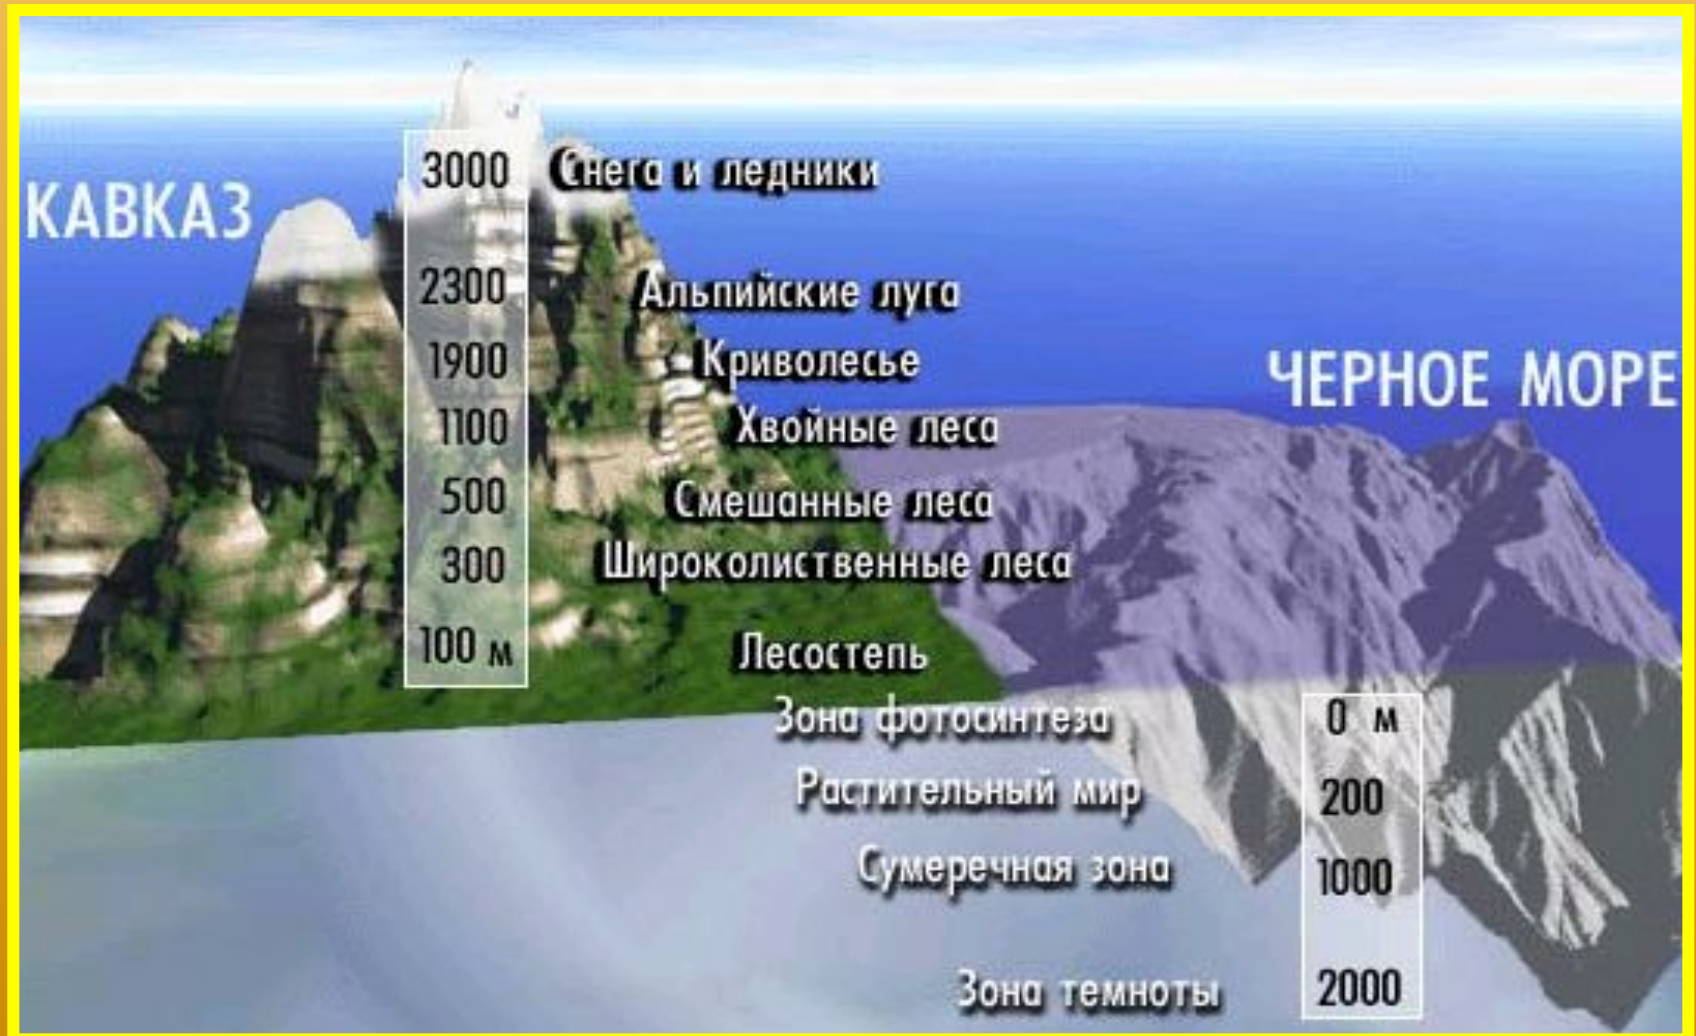 3000 Снега и ледники
КАВКАЗ
2300 Альпийские луга
1900 Криволесье
ЧЕРНОЕ МОРЕ
1100 Хвойные леса
500 Смешанные леса
300 Широколиственные леса
100 м Лесостепь
Зона фотосинтеза 0 м
Растительный мир 200
Сумеречная зона 1000
Зона темноты 2000